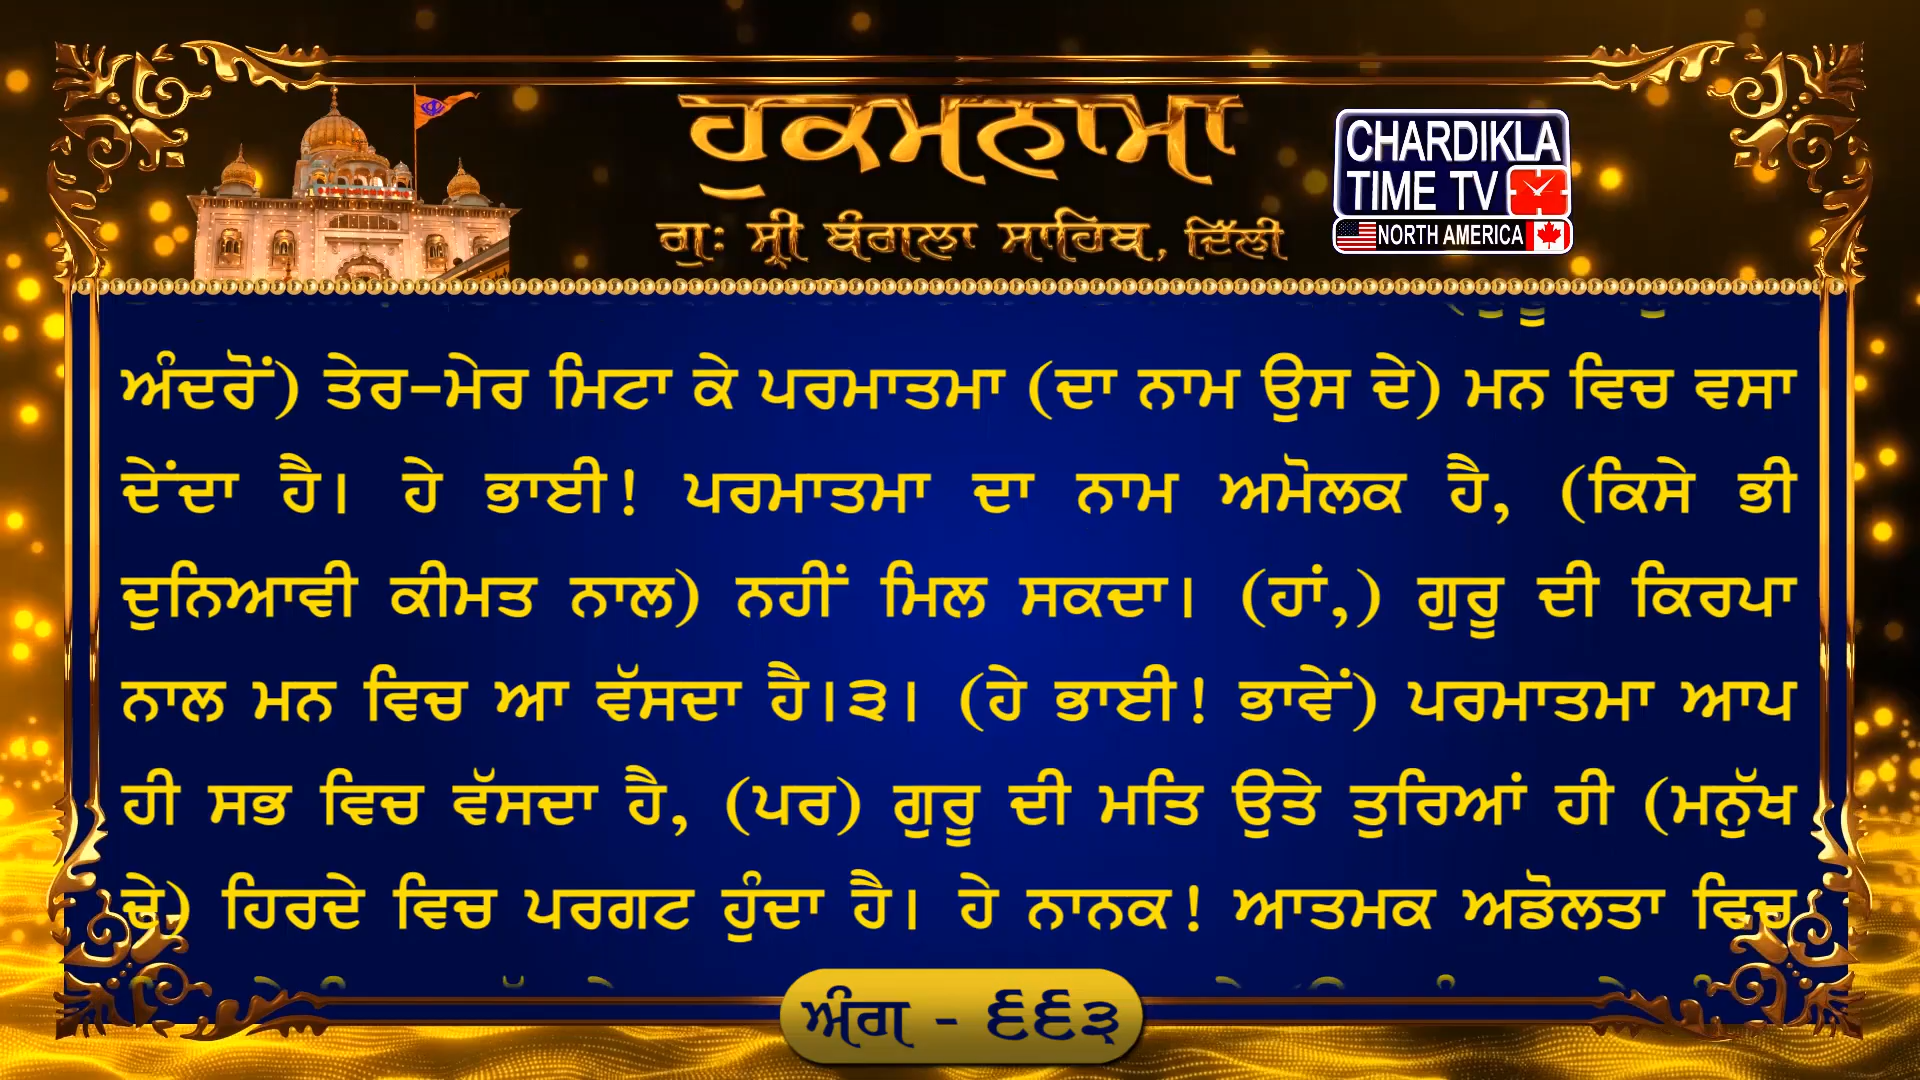 ਹੁਕਮਨਾਮਾ
ਗੁਃ ਸ੍ਰੀ ਬੰਗਲਾ ਸਾਹਿਬ, ਦਿੱਲੀ
CHARDIKLA
TIME TV
NORTH AMERICA
ਅੰਦਰੋਂ) ਤੇਰ-ਮੇਰ ਮਿਟਾ ਕੇ ਪਰਮਾਤਮਾ (ਦਾ ਨਾਮ ਉਸ ਦੇ) ਮਨ ਵਿਚ ਵਸਾ
ਦੇਂਦਾ ਹੈ। ਹੇ ਭਾਈ! ਪਰਮਾਤਮਾ ਦਾ ਨਾਮ ਅਮੋਲਕ ਹੈ, (ਕਿਸੇ ਭੀ
ਦੁਨਿਆਵੀ ਕੀਮਤ ਨਾਲ) ਨਹੀਂ ਮਿਲ ਸਕਦਾ। (ਹਾਂ,) ਗੁਰੂ ਦੀ ਕਿਰਪਾ
ਨਾਲ ਮਨ ਵਿਚ ਆ ਵੱਸਦਾ ਹੈ।੩। (ਹੇ ਭਾਈ! ਭਾਵੇਂ) ਪਰਮਾਤਮਾ ਆਪ
ਹੀ ਸਭ ਵਿਚ ਵੱਸਦਾ ਹੈ, (ਪਰ) ਗੁਰੂ ਦੀ ਮਤਿ ਉਤੇ ਤੁਰਿਆਂ ਹੀ (ਮਨੁੱਖ
ਦੇ) ਹਿਰਦੇ ਵਿਚ ਪਰਗਟ ਹੁੰਦਾ ਹੈ। ਹੇ ਨਾਨਕ! ਆਤਮਕ ਅਡੋਲਤਾ ਵਿਚ
ਅੰਗ - ੬੬੩